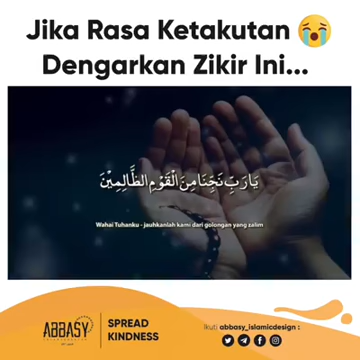 Jika Rasa Ketakutan 😭
Dengarkan Zikir Ini...
يَا رَبِّ نَجِّنَا مِنَ الْقَوْمِ الظَّالِمِيْنَ
Wahai Tuhanku - jauhkanlah kami dari golongan yang zalim
ABBASY
SPREAD
KINDNESS
Ikuti abbasy_islamicdesign :